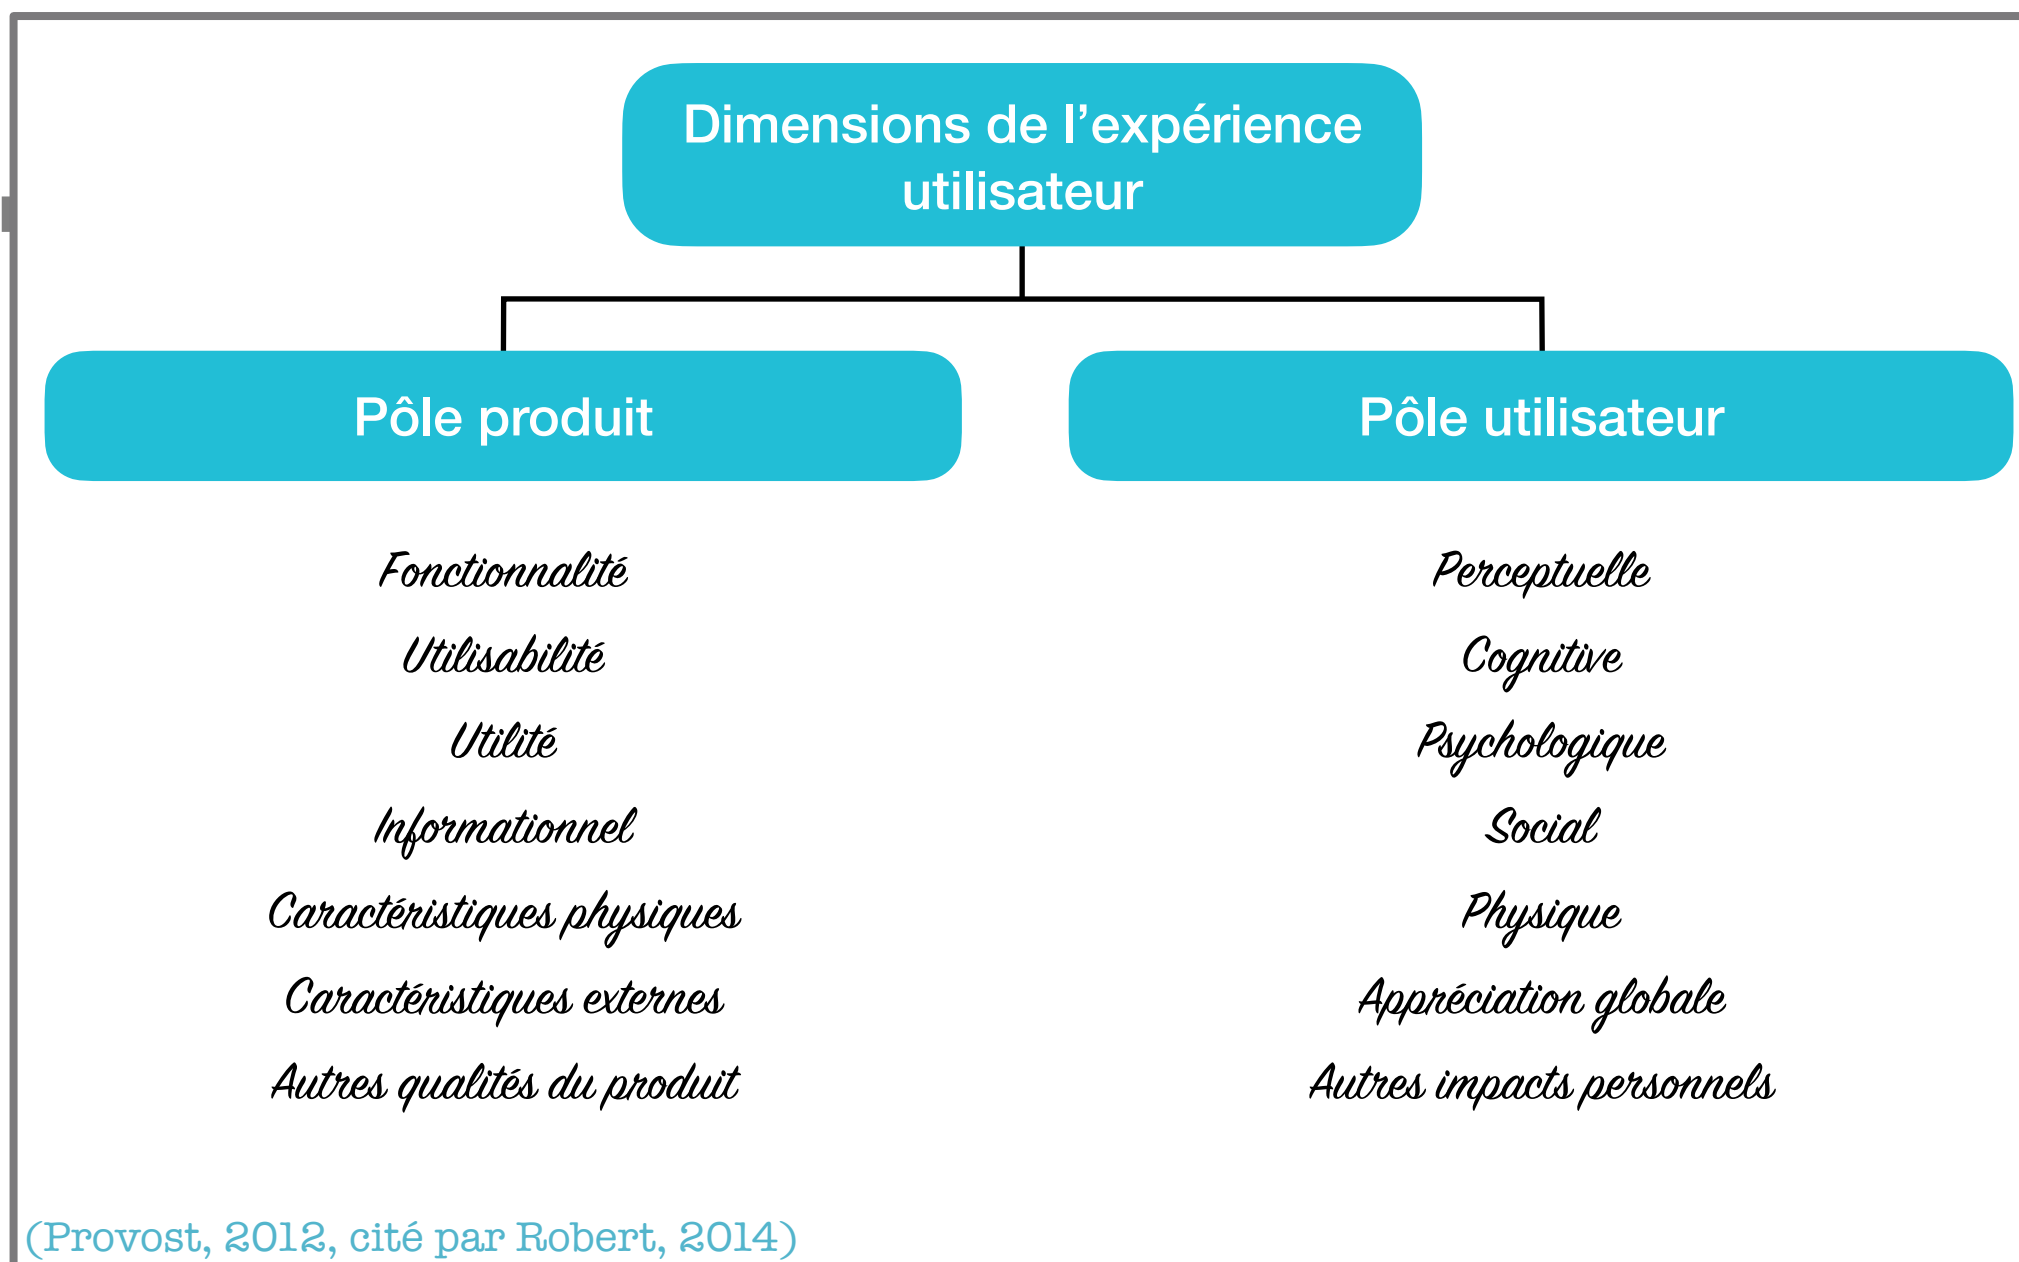 Dimensions de l’expérience
utilisateur
Pôle produit
Fonctionnalité
Utilisabilité
Utilité
Informationnel
Caractéristiques physiques
Caractéristiques externes
Autres qualités du produit
Pôle utilisateur
Perceptuelle
Cognitive
Psychologique
Social
Physique
Appréciation globale
Autres impacts personnels
(Provost, 2012, cité par Robert, 2014)